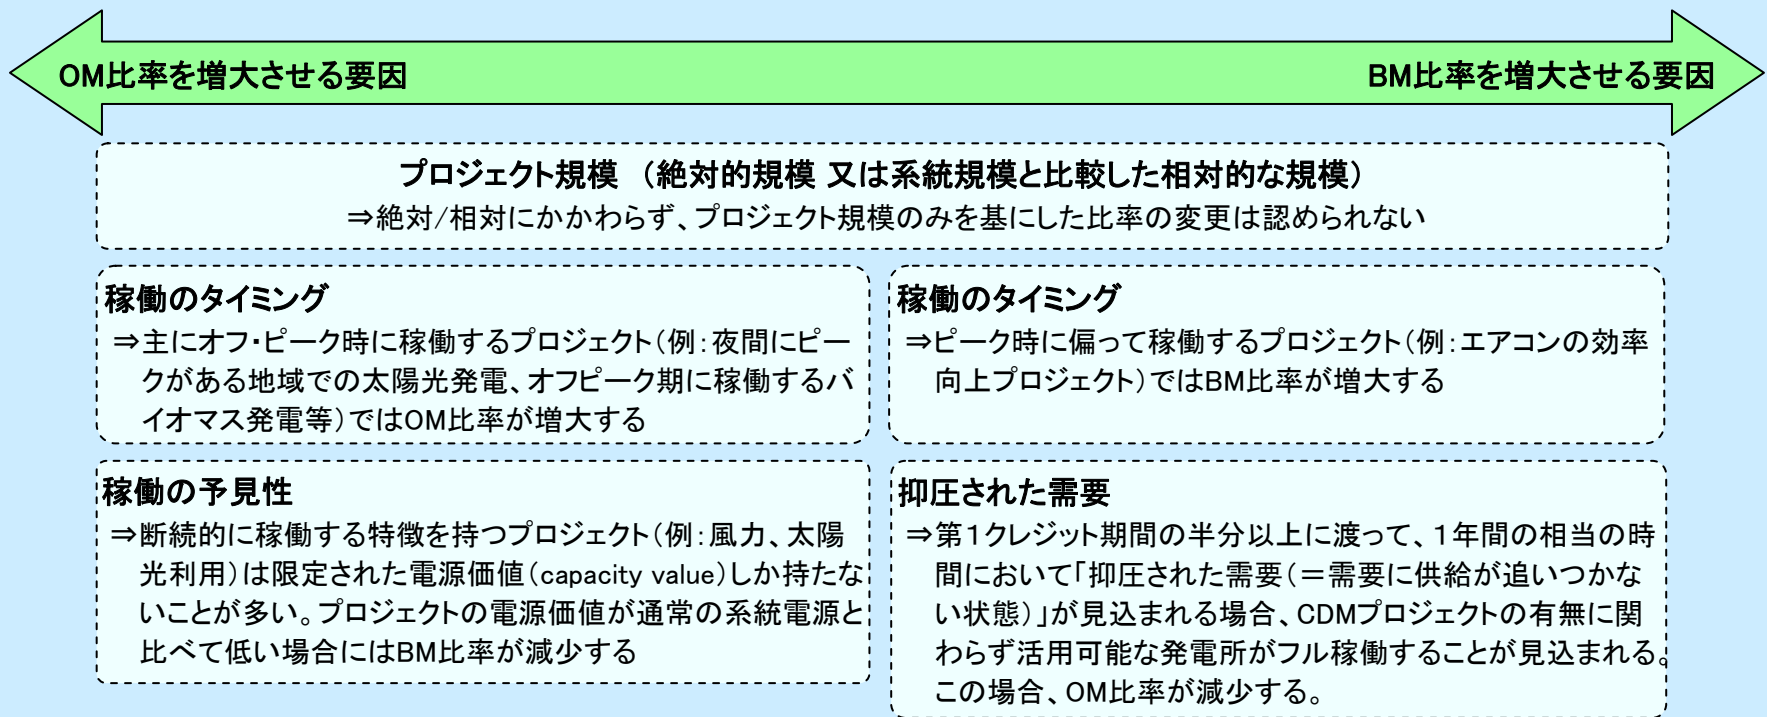 OM比率を増大させる要因
BM比率を増大させる要因
プロジェクト規模 (絶対的規模 又は系統規模と比較した相対的な規模)
⇒絶対/相対にかかわらず、プロジェクト規模のみを基にした比率の変更は認められない
稼働のタイミング
⇒主にオフ・ピーク時に稼働するプロジェクト(例:夜間にピー
クがある地域での太陽光発電、オフピーク期に稼働するバ
イオマス発電等)ではOM比率が増大する
稼働のタイミング
⇒ピーク時に偏って稼働するプロジェクト(例:エアコンの効率
向上プロジェクト)ではBM比率が増大する
稼働の予見性
⇒断続的に稼働する特徴を持つプロジェクト(例:風力、太陽
光利用)は限定された電源価値(capacity value)しか持たな
いことが多い。プロジェクトの電源価値が通常の系統電源と
比べて低い場合にはBM比率が減少する
抑圧された需要
⇒第1クレジット期間の半分以上に渡って、1年間の相当の時
間において「抑圧された需要(=需要に供給が追いつかな
い状態)」が見込まれる場合、CDMプロジェクトの有無に関
わらず活用可能な発電所がフル稼働することが見込まれる。
この場合、OM比率が減少する。